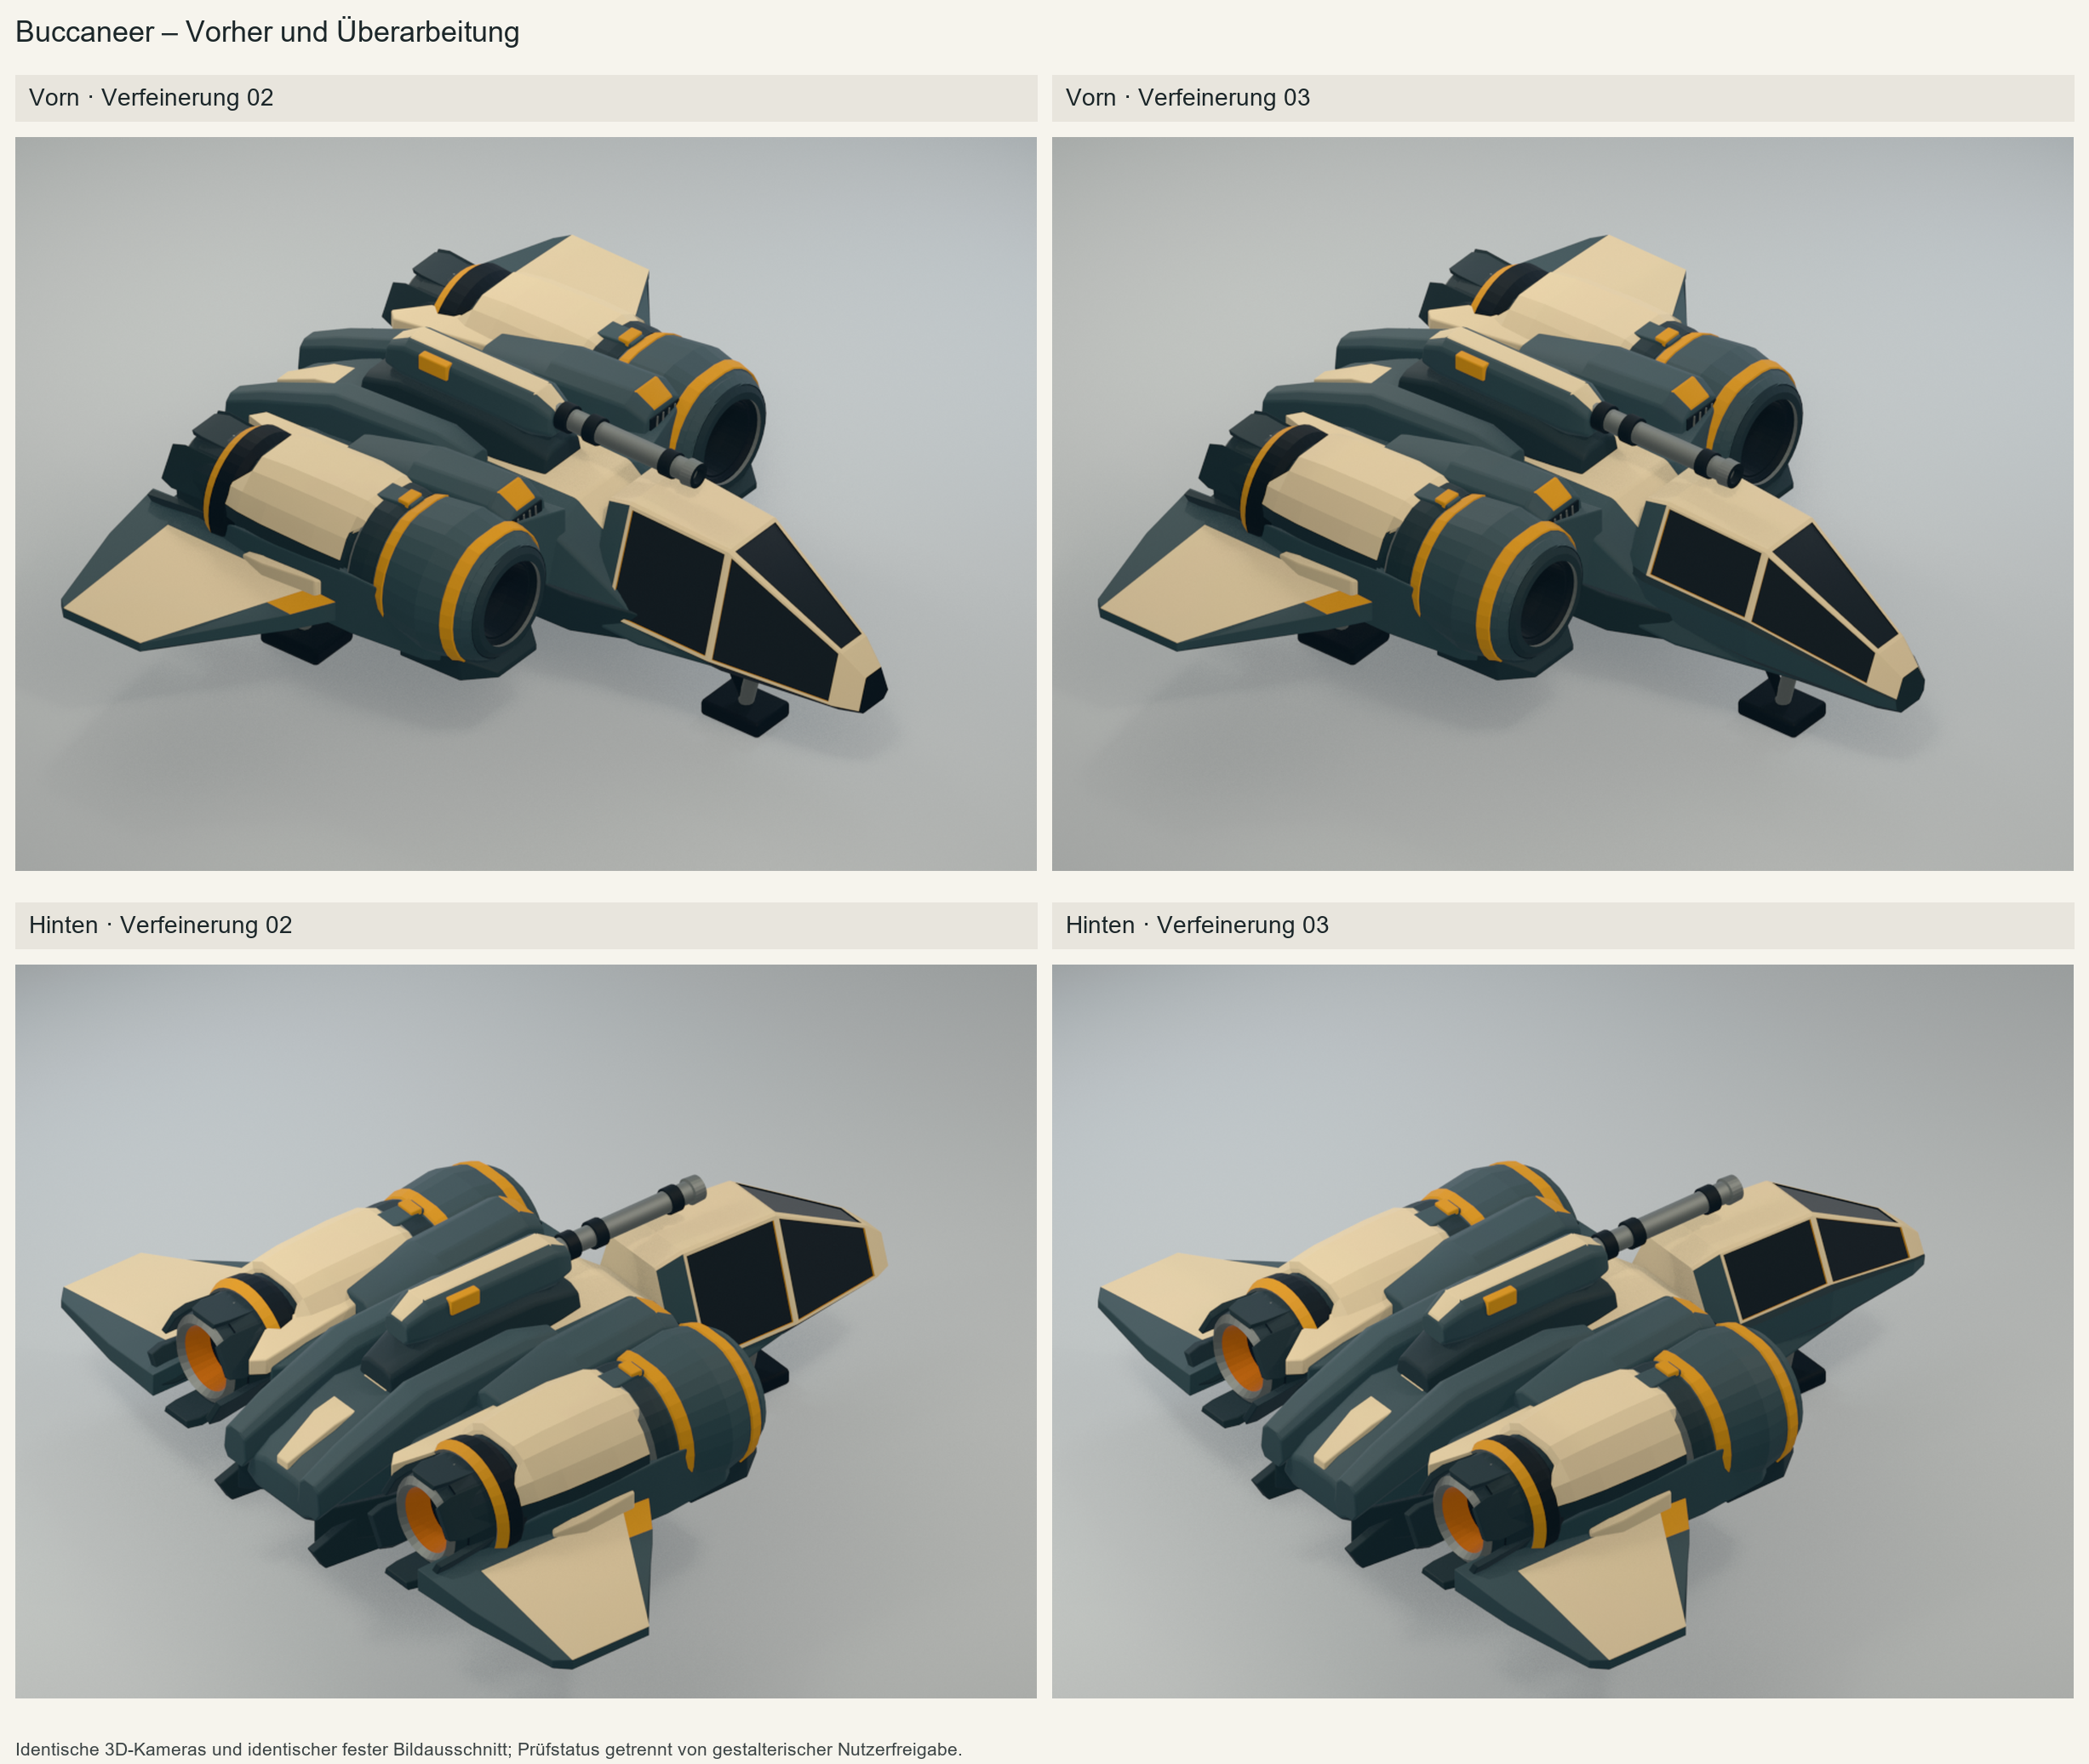 Buccaneer – Vorher und Überarbeitung
Vorn · Verfeinerung 02
Vorn · Verfeinerung 03
Hinten · Verfeinerung 02
Hinten · Verfeinerung 03
Identische 3D-Kameras und identischer fester Bildausschnitt; Prüfstatus getrennt von gestalterischer Nutzerfreigabe.